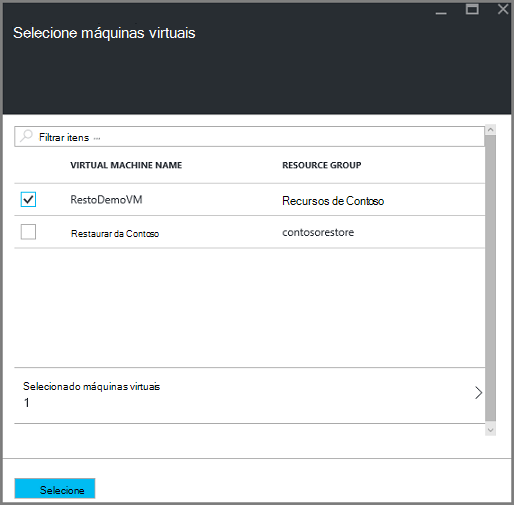 Selecione máquinas virtuais
Filtrar itens ...
VIRTUAL MACHINE NAME RESOURCE GROUP
RestoDemoVM Recursos de Contoso
Restaurar da Contoso contosorestore
Selecionado máquinas virtuais
1
Selecione